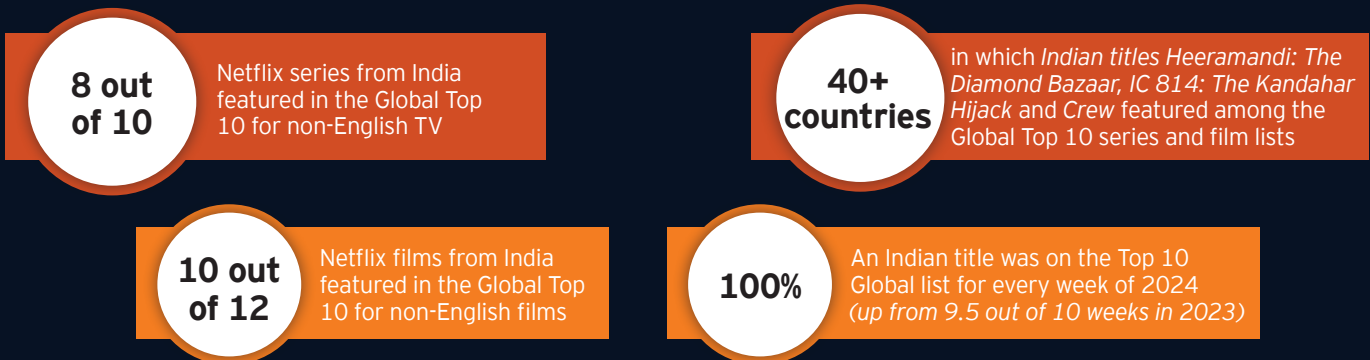 8 out
of 10
Netflix series from India
featured in the Global Top
10 for non-English TV
40+
countries
in which Indian titles Heeramandi: The
Diamond Bazaar, IC 814: The Kandahar
Hijack and Crew featured among the
Global Top 10 series and film lists
10 out
of 12
Netflix films from India
featured in the Global Top
10 for non-English films
100%
An Indian title was on the Top 10
Global list for every week of 2024
(up from 9.5 out of 10 weeks in 2023)